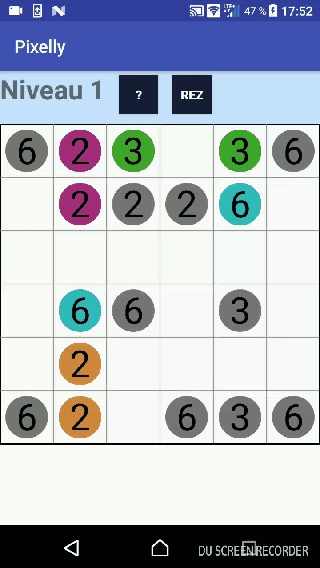 LTE+ 47 % 17:52
Pixelly
Niveau 1 ? REZ
6 2 3 3 6
2 2 2 6
6 6 3
2
6 2 6 3 6
DU SCREEN RECORDER